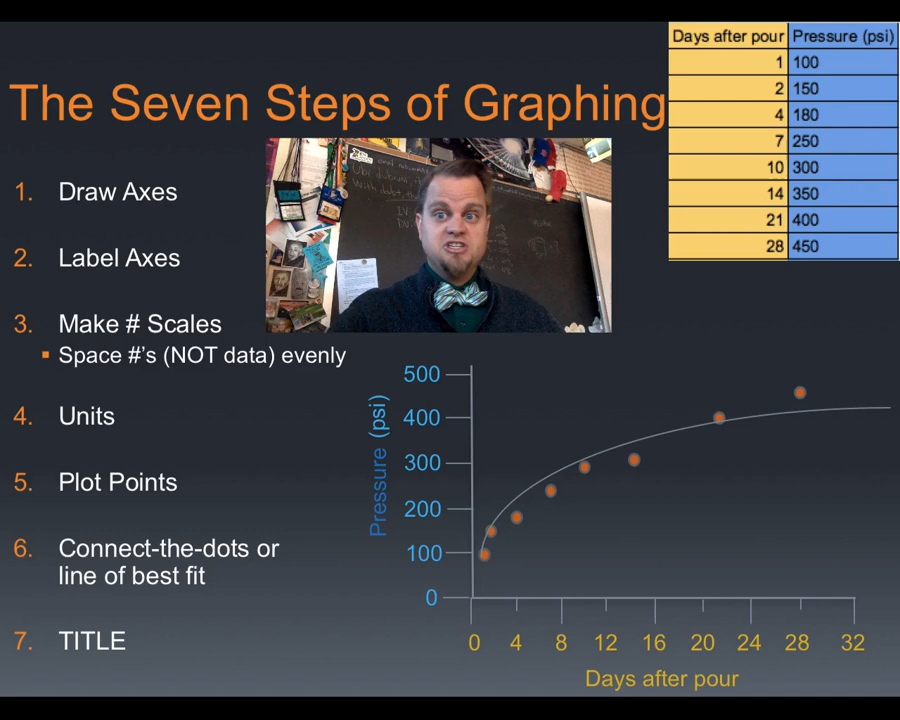 The Seven Steps of Graphing
Days after pour Pressure (psi)
1 100
2 150
4 180
7 250
10 300
14 350
21 400
28 450
1. Draw Axes
2. Label Axes
3. Make # Scales
▪ Space #'s (NOT data) evenly
4. Units
5. Plot Points
6. Connect-the-dots or
line of best fit
7. TITLE
Pressure (psi)
500
400
300
200
100
0
0 4 8 12 16 20 24 28 32
Days after pour